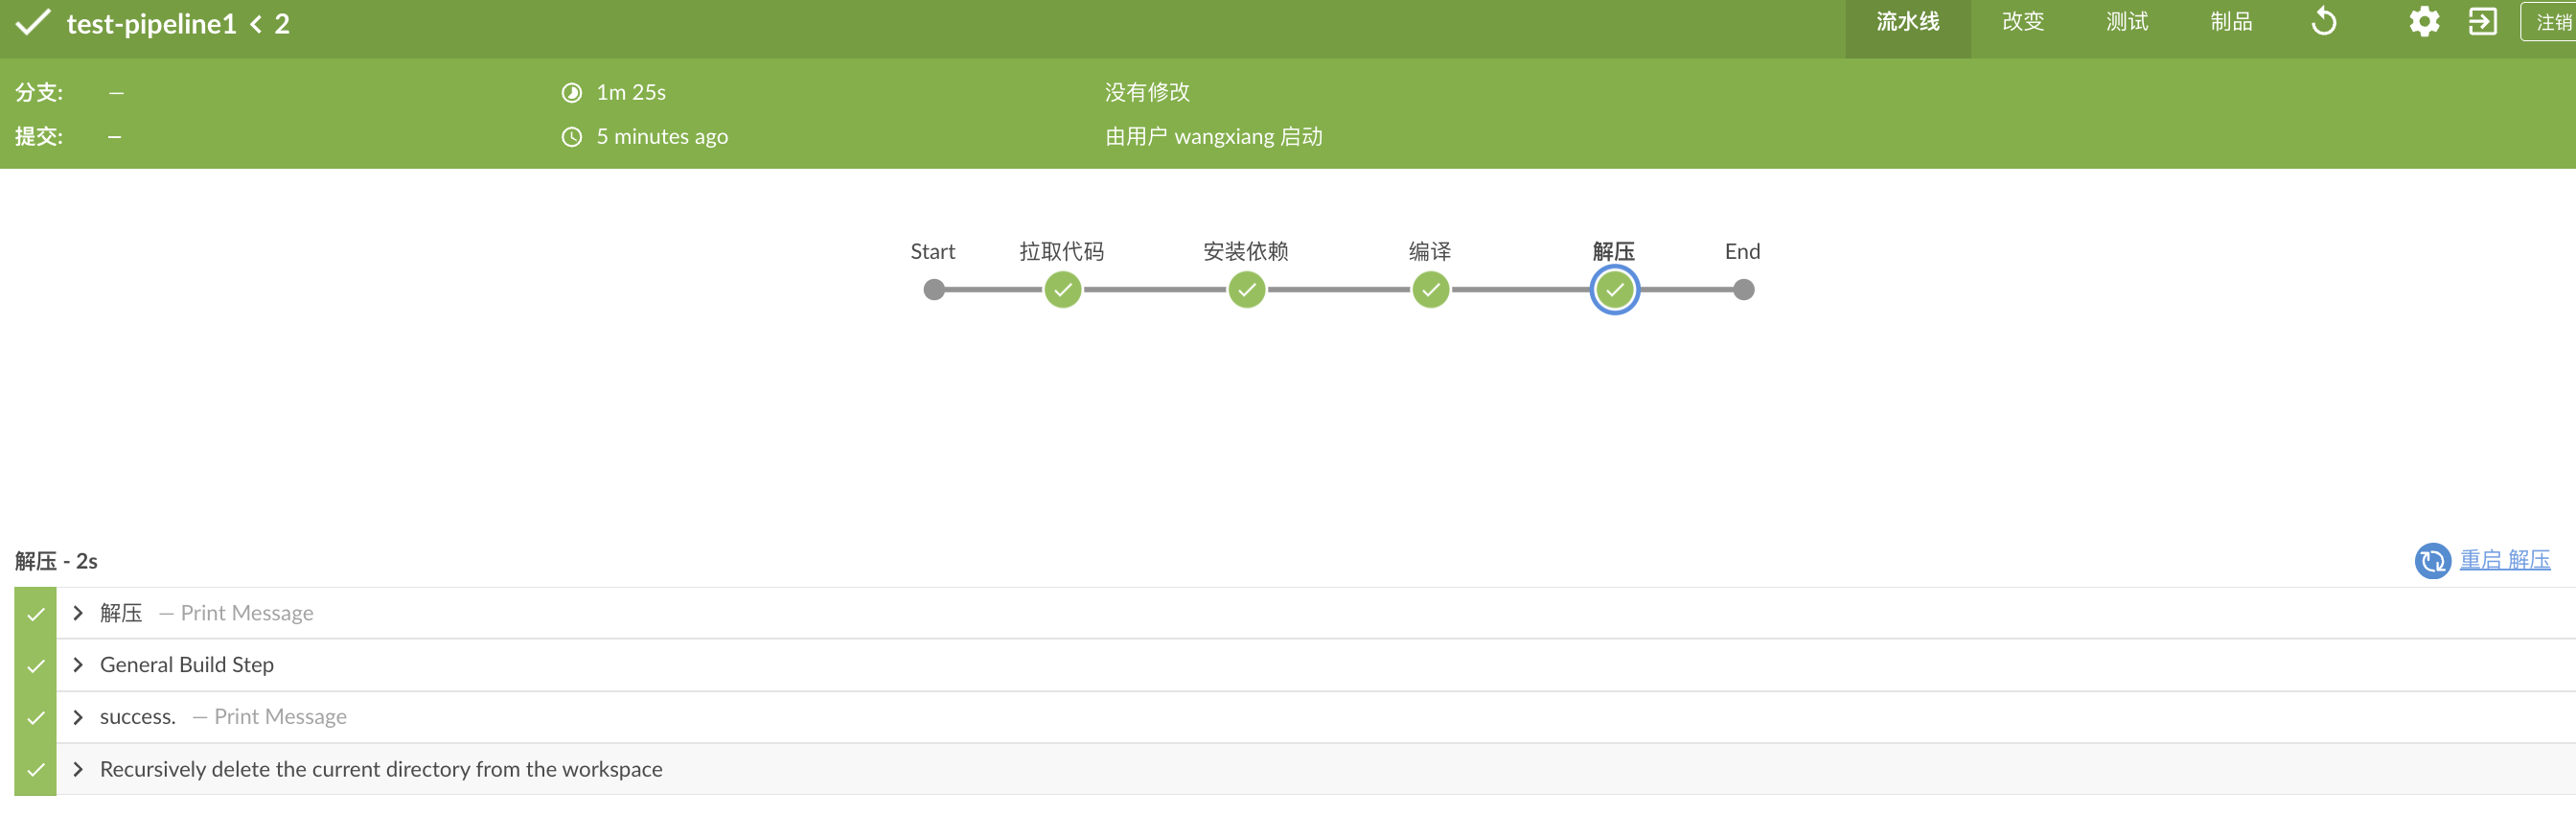 test-pipeline1 < 2
流水线 改变 测试 制品 注销
分支: — 1m 25s 没有修改
提交: — 5 minutes ago 由用户 wangxiang 启动
Start 拉取代码 安装依赖 编译 解压 End
解压 - 2s 重启 解压
解压 — Print Message
General Build Step
success. — Print Message
Recursively delete the current directory from the workspace